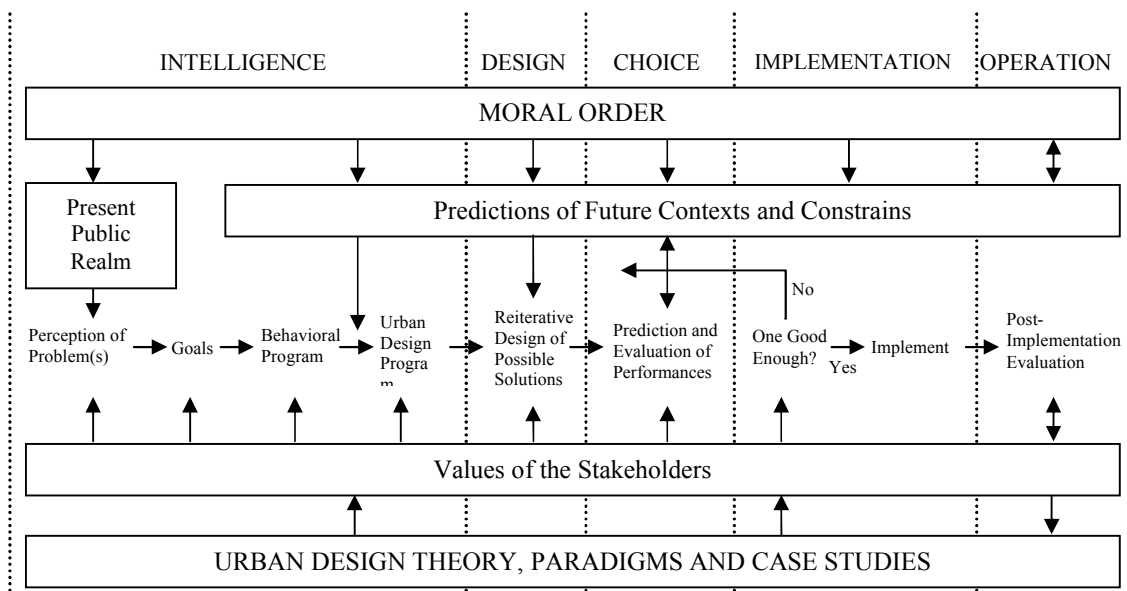 INTELLIGENCE DESIGN CHOICE IMPLEMENTATION OPERATION
MORAL ORDER
Present
Public
Realm
Predictions of Future Contexts and Constrains
No
Perception of
Problem(s)
Goals
Behavioral
Program
Urban
Design
Progra
m
Reiterative
Design of
Possible
Solutions
Prediction and
Evaluation of
Performances
One Good
Enough?
Yes
Implement
Post-
Implementation
Evaluation
Values of the Stakeholders
URBAN DESIGN THEORY, PARADIGMS AND CASE STUDIES